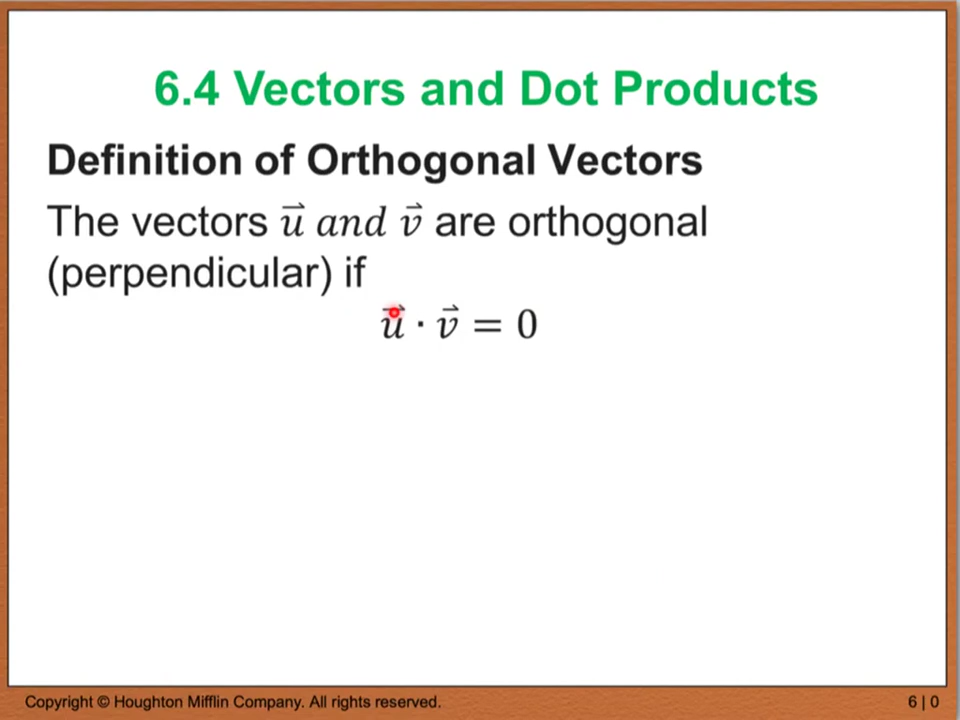 6.4 Vectors and Dot Products
Definition of Orthogonal Vectors
The vectors u⃗ and v⃗ are orthogonal
(perpendicular) if
u⃗ · v⃗ = 0
Copyright © Houghton Mifflin Company. All rights reserved.
6 | 0